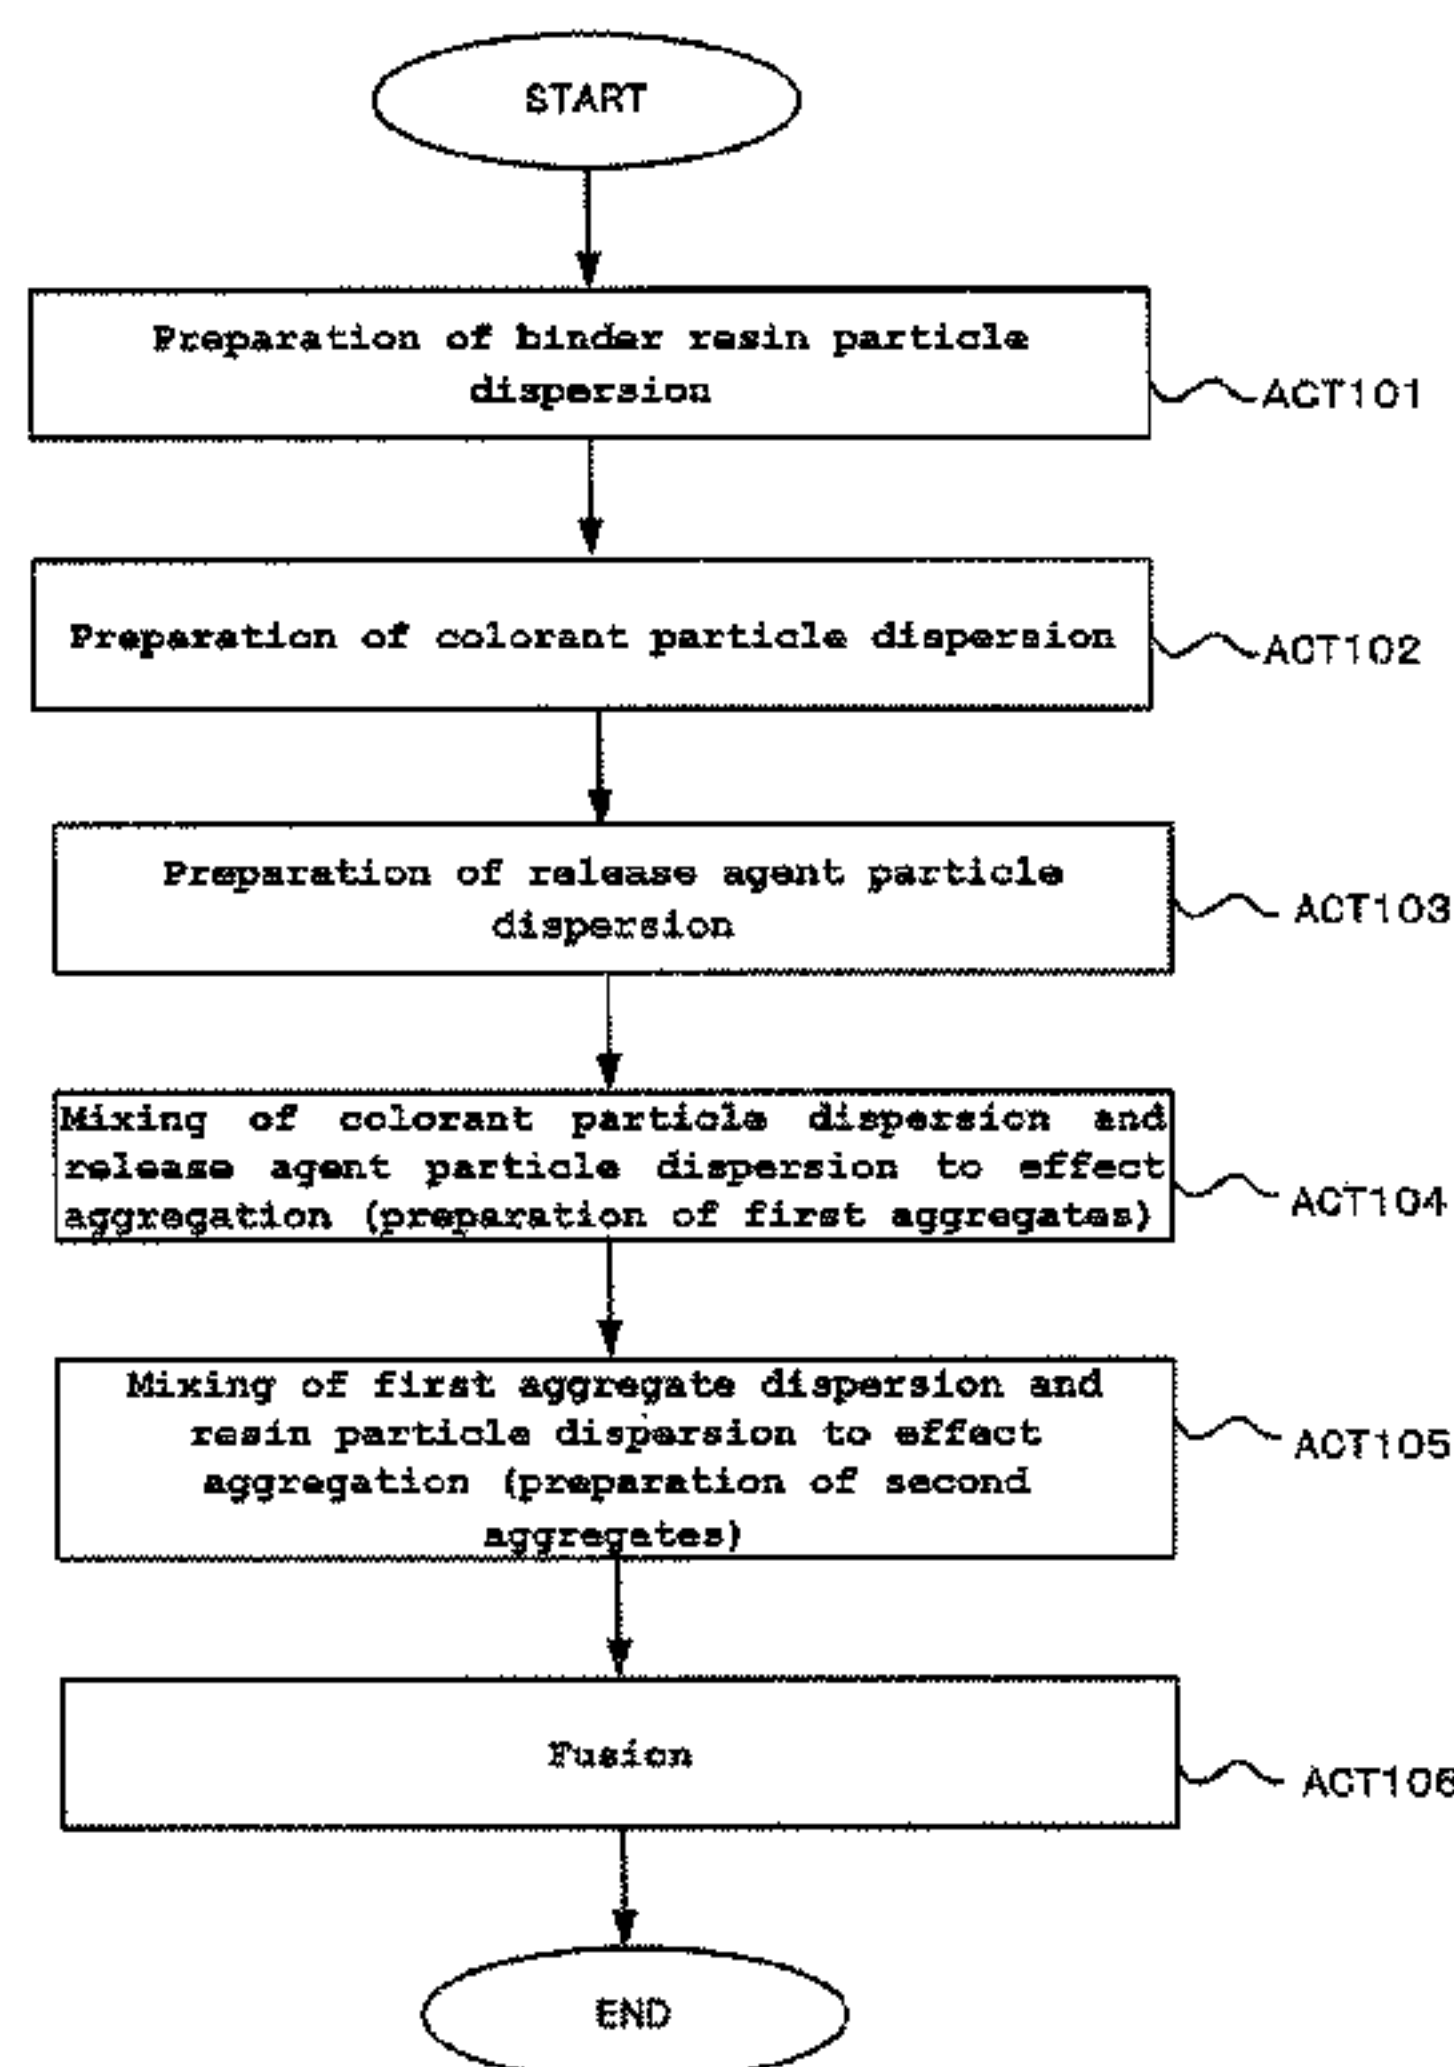 START
Preparation of binder resin particle
dispersion
ACT101
Preparation of colorant particle dispersion
ACT102
Preparation of release agent particle
dispersion
ACT103
Mixing of colorant particle dispersion and
release agent particle dispersion to effect
aggregation (preparation of first aggregates)
ACT104
Mixing of first aggregate dispersion and
resin particle dispersion to effect
aggregation (preparation of second
aggregates)
ACT105
Fusion
ACT106
END